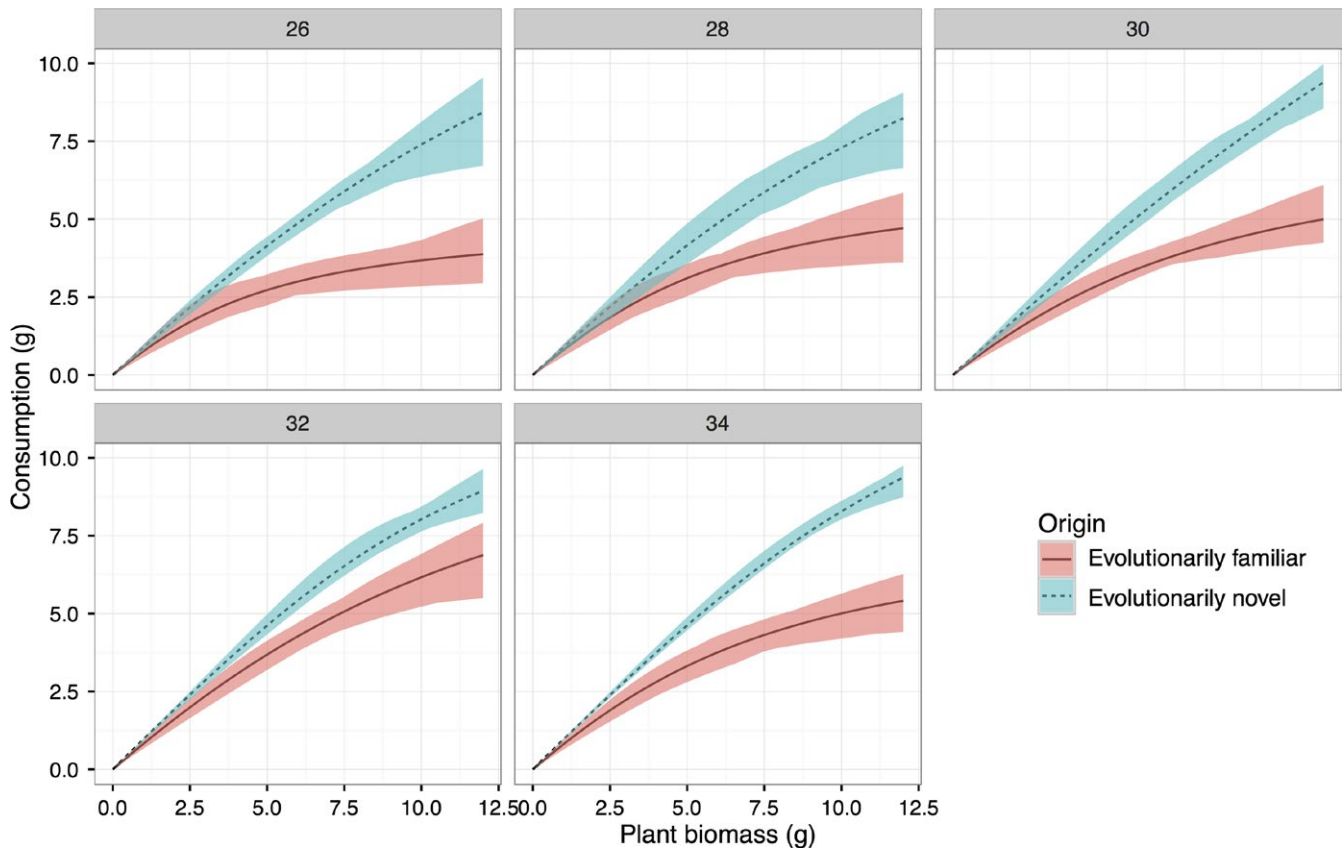 26
28
30
10.0
7.5
5.0
2.5
0.0
32
34
10.0
7.5
5.0
2.5
0.0
0.0 2.5 5.0 7.5 10.0 12.5
0.0 2.5 5.0 7.5 10.0 12.5
Consumption (g)
Plant biomass (g)
Origin
Evolutionarily familiar
Evolutionarily novel